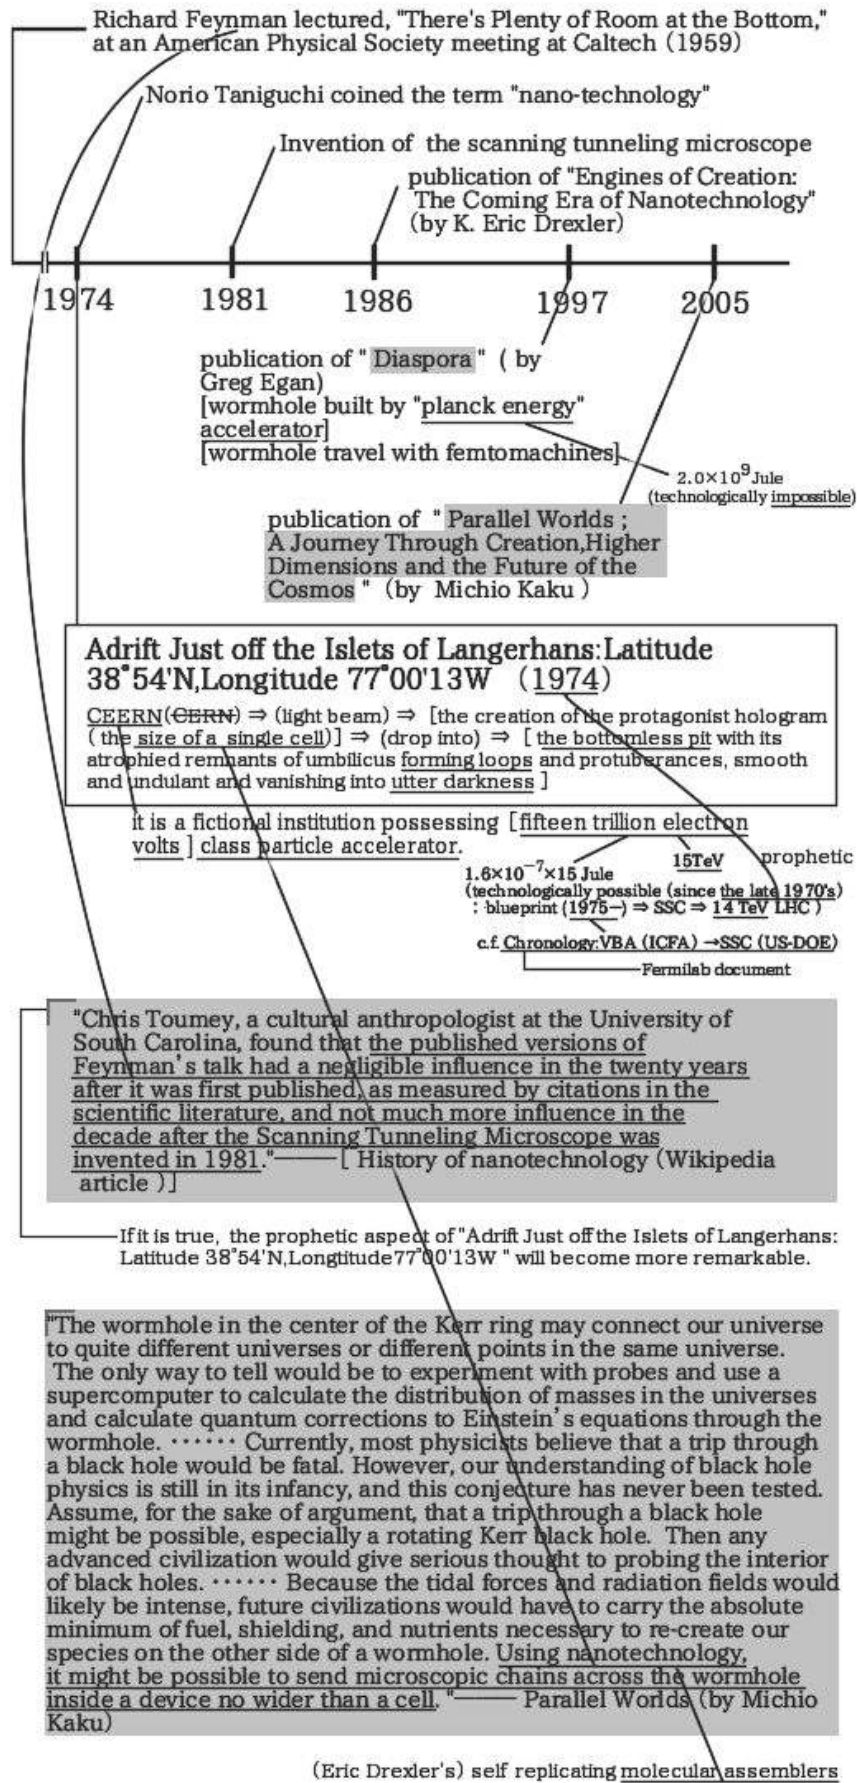 Richard Feynman lectured, "There's Plenty of Room at the Bottom,"
at an American Physical Society meeting at Caltech (1959)
Norio Taniguchi coined the term "nano-technology"
Invention of the scanning tunneling microscope
publication of "Engines of Creation:
The Coming Era of Nanotechnology"
(by K. Eric Drexler)
1974 1981 1986 1997 2005
publication of " Diaspora " ( by
Greg Egan)
[wormhole built by "planck energy"
accelerator]
[wormhole travel with femtomachines]
2.0×10⁹ Jule
(technologically impossible)
publication of " Parallel Worlds ;
A Journey Through Creation,Higher
Dimensions and the Future of the
Cosmos " (by Michio Kaku )
Adrift Just off the Islets of Langerhans:Latitude
38°54'N,Longitude 77°00'13W (1974)
CEERN(CERN) ⇒ (light beam) ⇒ [the creation of the protagonist hologram
( the size of a single cell)] ⇒ (drop into) ⇒ [ the bottomless pit with its
atrophied remnants of umbilicus forming loops and protuberances, smooth
and undulant and vanishing into utter darkness ]
it is a fictional institution possessing [fifteen trillion electron
volts ] class particle accelerator.
15TeV
prophetic
1.6×10⁻⁷×15 Jule
(technologically possible (since the late 1970's)
: blueprint (1975–) ⇒ SSC ⇒ 14 TeV LHC )
c.f. Chronology:VBA (ICFA) →SSC (US-DOE)
Fermilab document
"Chris Toumey, a cultural anthropologist at the University of
South Carolina, found that the published versions of
Feynman's talk had a negligible influence in the twenty years
after it was first published, as measured by citations in the
scientific literature, and not much more influence in the
decade after the Scanning Tunneling Microscope was
invented in 1981."——[ History of nanotechnology (Wikipedia
article )]
If it is true, the prophetic aspect of "Adrift Just off the Islets of Langerhans:
Latitude 38°54'N,Longtitude77°00'13W " will become more remarkable.
"The wormhole in the center of the Kerr ring may connect our universe
to quite different universes or different points in the same universe.
The only way to tell would be to experiment with probes and use a
supercomputer to calculate the distribution of masses in the universes
and calculate quantum corrections to Einstein's equations through the
wormhole. ······ Currently, most physicists believe that a trip through
a black hole would be fatal. However, our understanding of black hole
physics is still in its infancy, and this conjecture has never been tested.
Assume, for the sake of argument, that a trip through a black hole
might be possible, especially a rotating Kerr black hole. Then any
advanced civilization would give serious thought to probing the interior
of black holes. ······ Because the tidal forces and radiation fields would
likely be intense, future civilizations would have to carry the absolute
minimum of fuel, shielding, and nutrients necessary to re-create our
species on the other side of a wormhole. Using nanotechnology,
it might be possible to send microscopic chains across the wormhole
inside a device no wider than a cell. "—— Parallel Worlds (by Michio
Kaku)
(Eric Drexler's) self replicating molecular assemblers